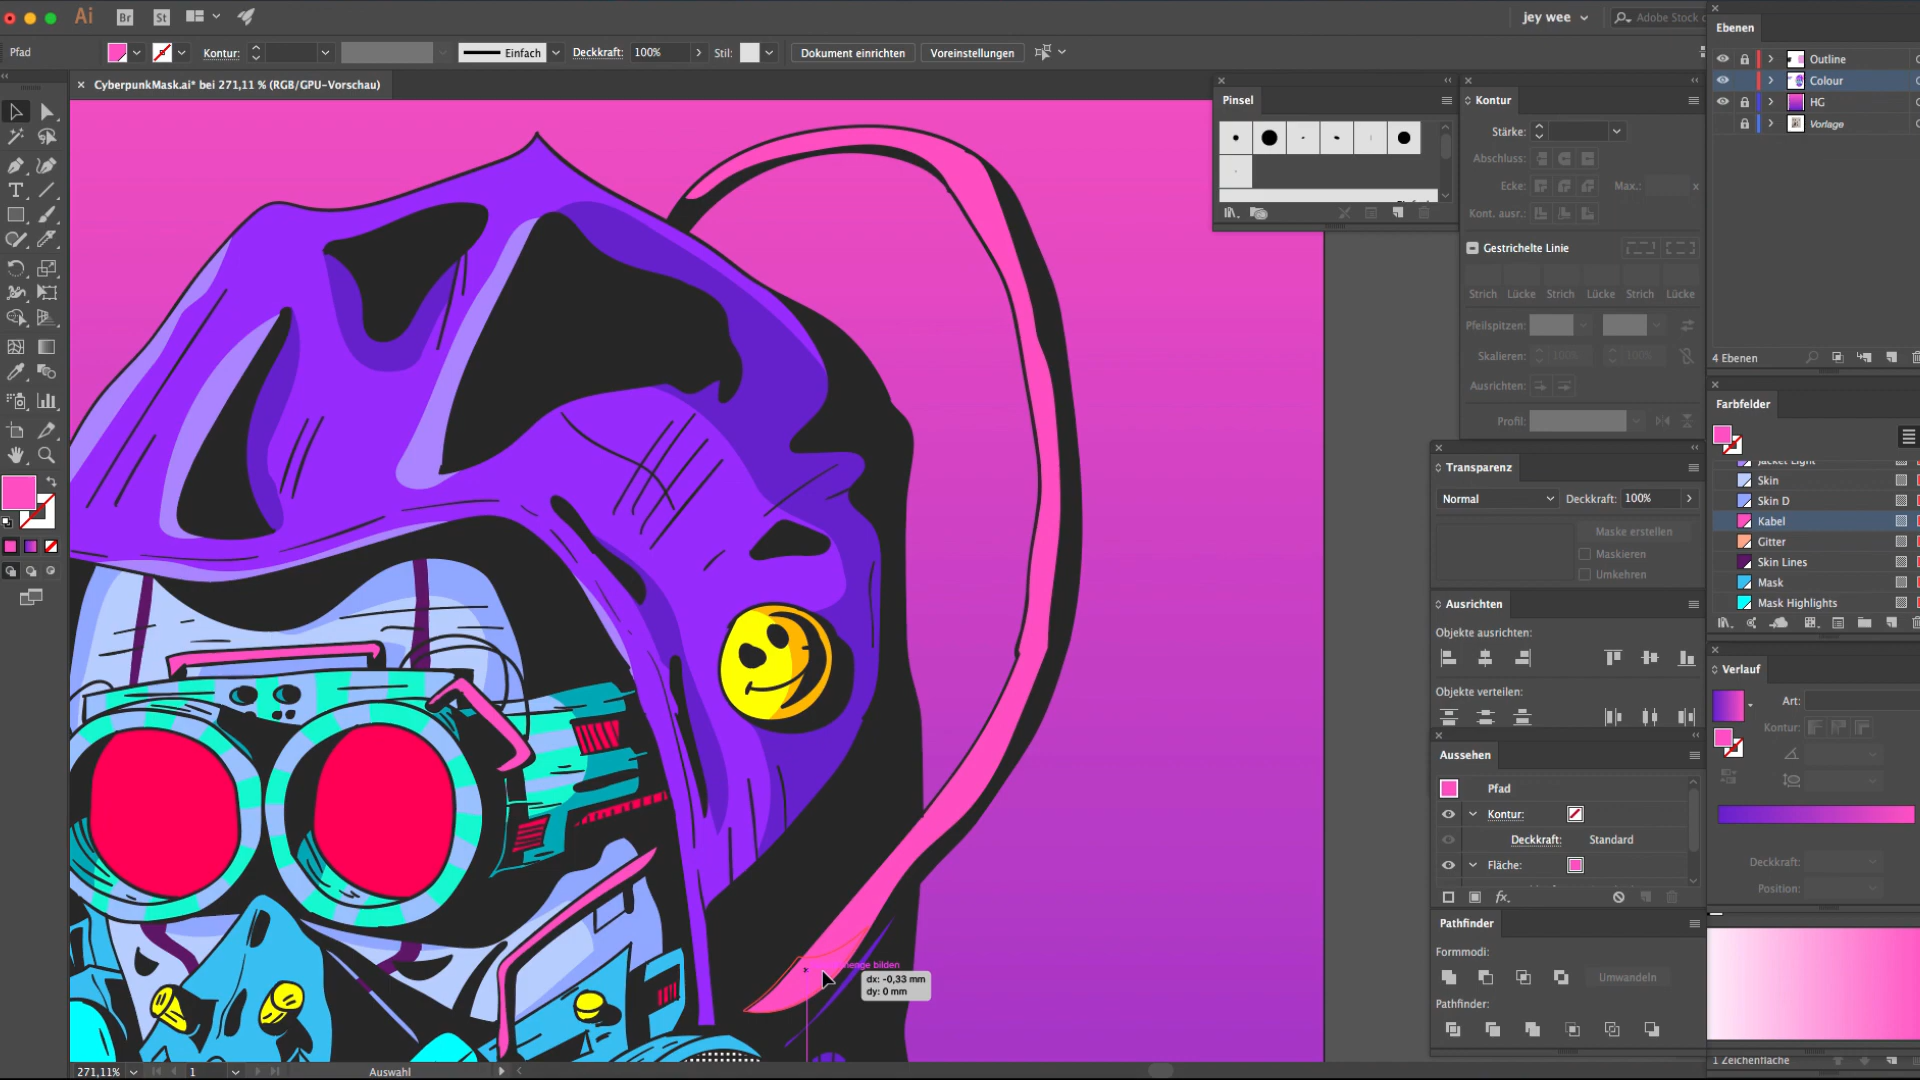 Ai Br St jey wee Adobe Stock
Pfad Kontur: Einfach Deckkraft: 100% Stil: Dokument einrichten Voreinstellungen
CyberpunkMask.ai* bei 271,11 % (RGB/GPU-Vorschau)
Ebenen
Outline
Colour
HG
Vorlage
4 Ebenen
Pinsel
Kontur
Stärke:
Abschluss:
Ecke: Max.: x
Kont. ausr.:
Gestrichelte Linie
Strich Lücke Strich Lücke Strich Lücke
Pfeilspitzen:
Skalieren: 100% 100%
Ausrichten:
Profil:
Farbfelder
Jacket Light
Skin
Skin D
Kabel
Gitter
Skin Lines
Mask
Mask Highlights
Transparenz
Normal Deckkraft: 100%
Maske erstellen
Maskieren
Umkehren
Ausrichten
Objekte ausrichten:
Objekte verteilen:
Verlauf
Art:
Kontur:
Deckkraft:
Position:
Aussehen
Pfad
Kontur:
Deckkraft: Standard
Fläche:
fx.
Pathfinder
Formmodi:
Umwandeln
Pathfinder:
bilden
dx: -0,33 mm
dy: 0 mm
1 Zeichenfläche
271,11% 1 Auswahl